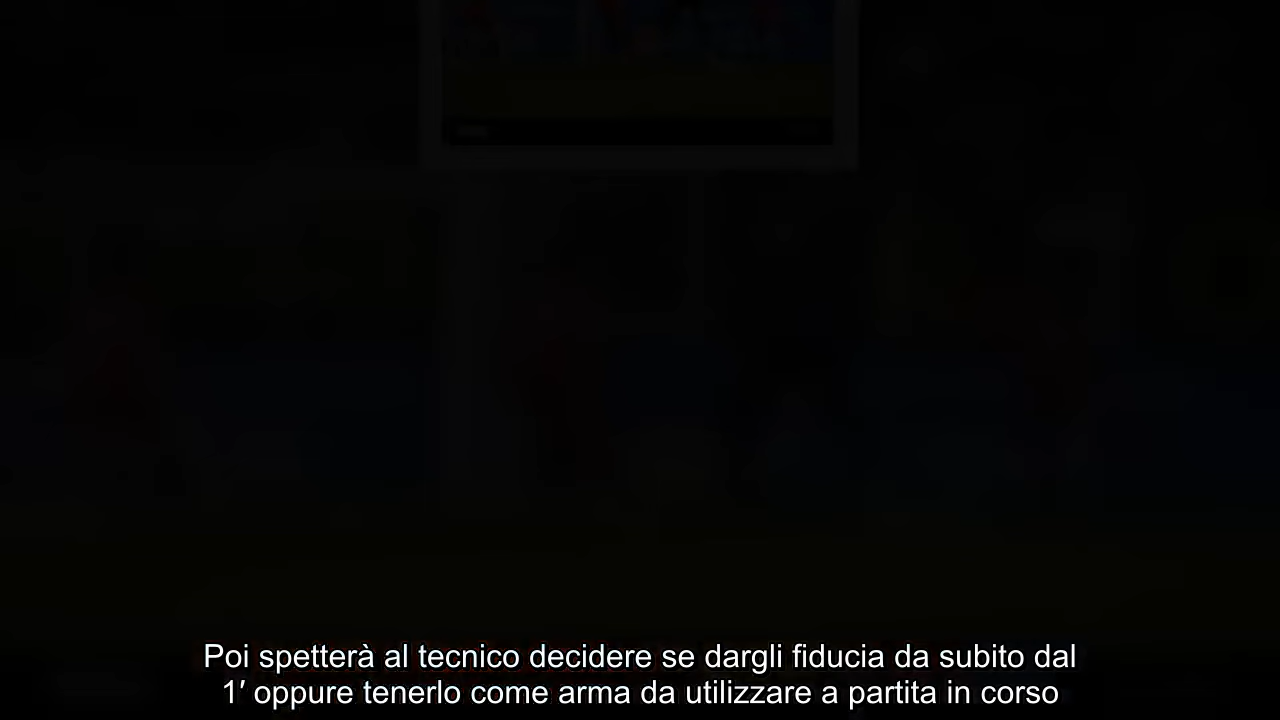 Poi spetterà al tecnico decidere se dargli fiducia da subito dal
1′ oppure tenerlo come arma da utilizzare a partita in corso